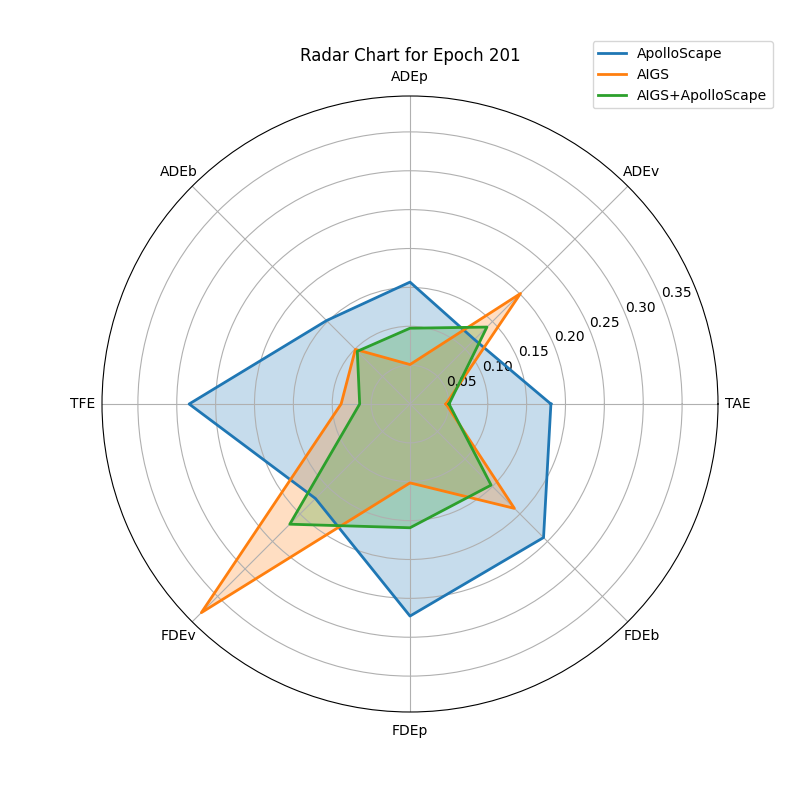 Radar Chart for Epoch 201
ApolloScape
AIGS
AIGS+ApolloScape
ADEp
ADEb
ADEv
0.35
0.30
0.25
0.20
0.15
0.10
0.05
TFE
TAE
FDEv
FDEb
FDEp